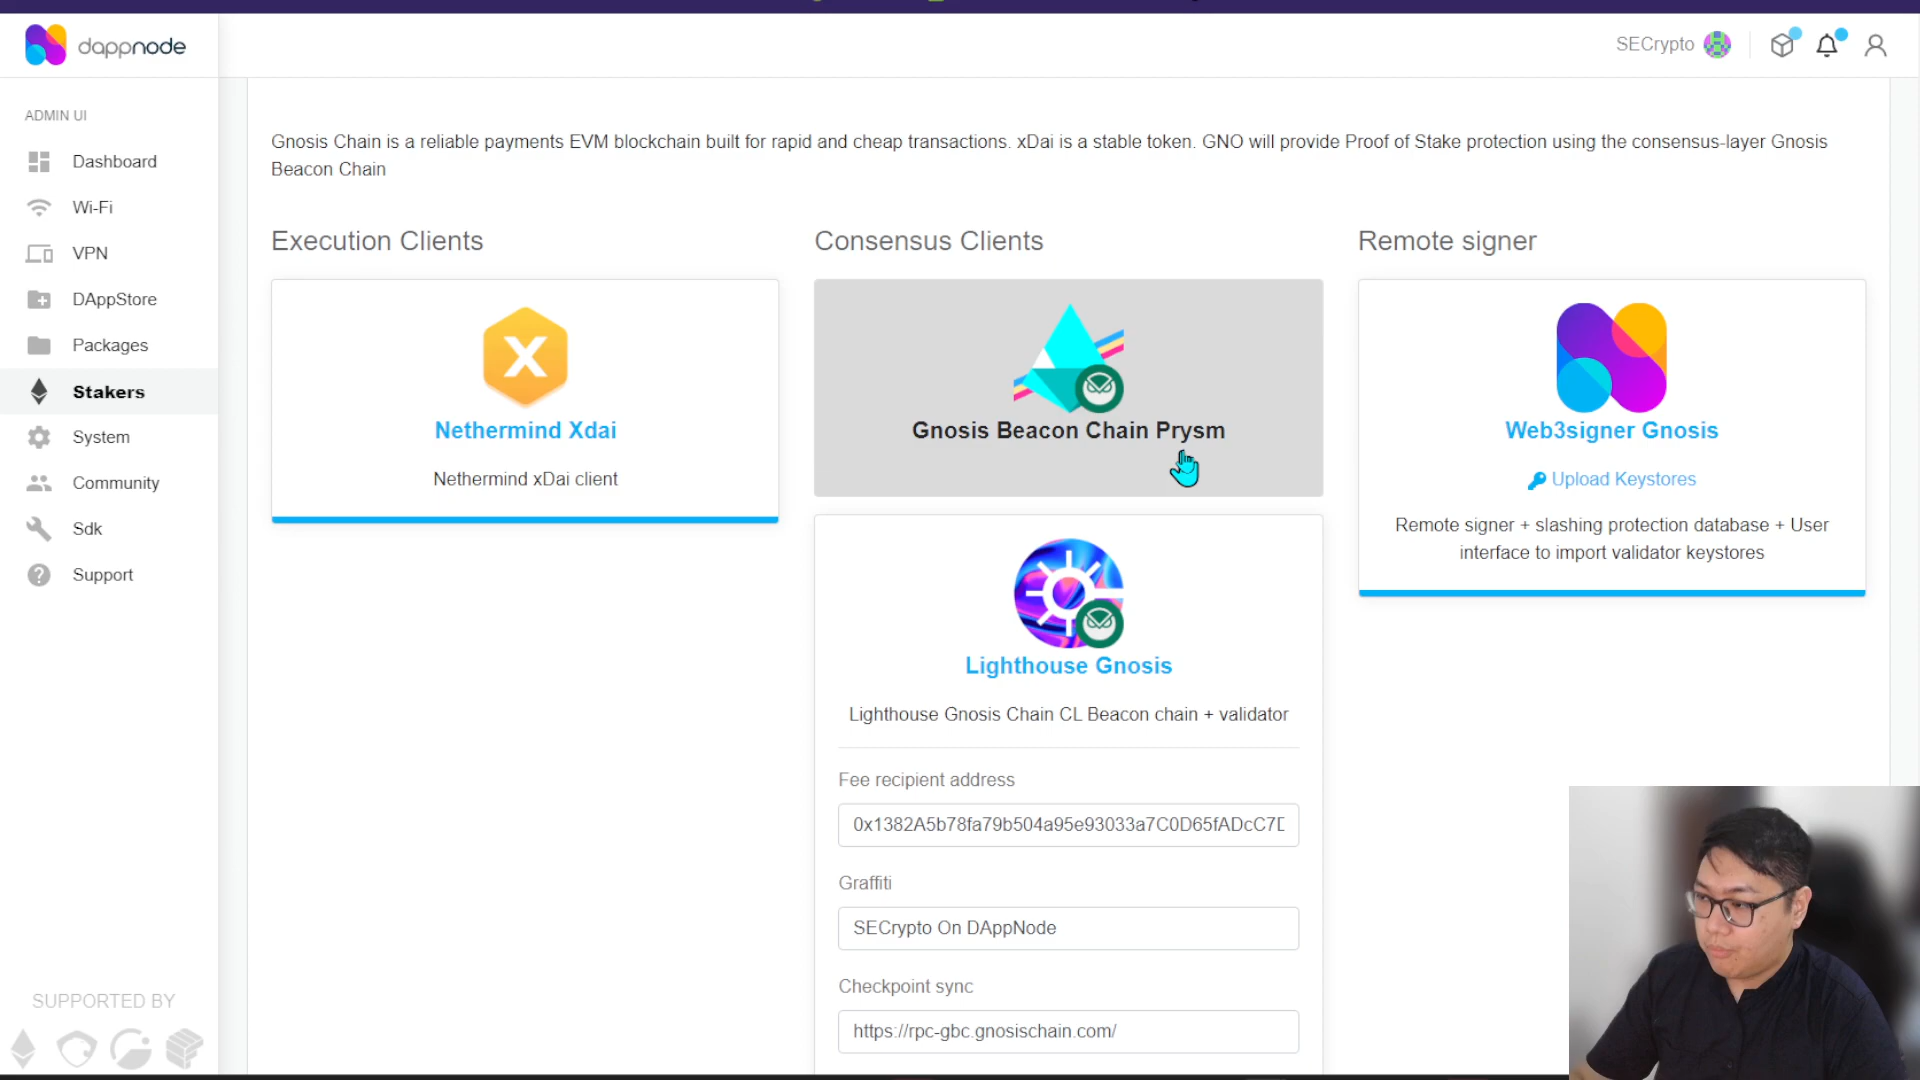 dappnode
SECrypto
ADMIN UI
Dashboard
Wi-Fi
VPN
DAppStore
Packages
Stakers
System
Community
Sdk
Support
SUPPORTED BY
Gnosis Chain is a reliable payments EVM blockchain built for rapid and cheap transactions. xDai is a stable token. GNO will provide Proof of Stake protection using the consensus-layer Gnosis
Beacon Chain
Execution Clients
Nethermind Xdai
Nethermind xDai client
Consensus Clients
Gnosis Beacon Chain Prysm
Lighthouse Gnosis
Lighthouse Gnosis Chain CL Beacon chain + validator
Fee recipient address
0x1382A5b78fa79b504a95e93033a7C0D65fADcC7D
Graffiti
SECrypto On DAppNode
Checkpoint sync
https://rpc-gbc.gnosischain.com/
Remote signer
Web3signer Gnosis
Upload Keystores
Remote signer + slashing protection database + User
interface to import validator keystores